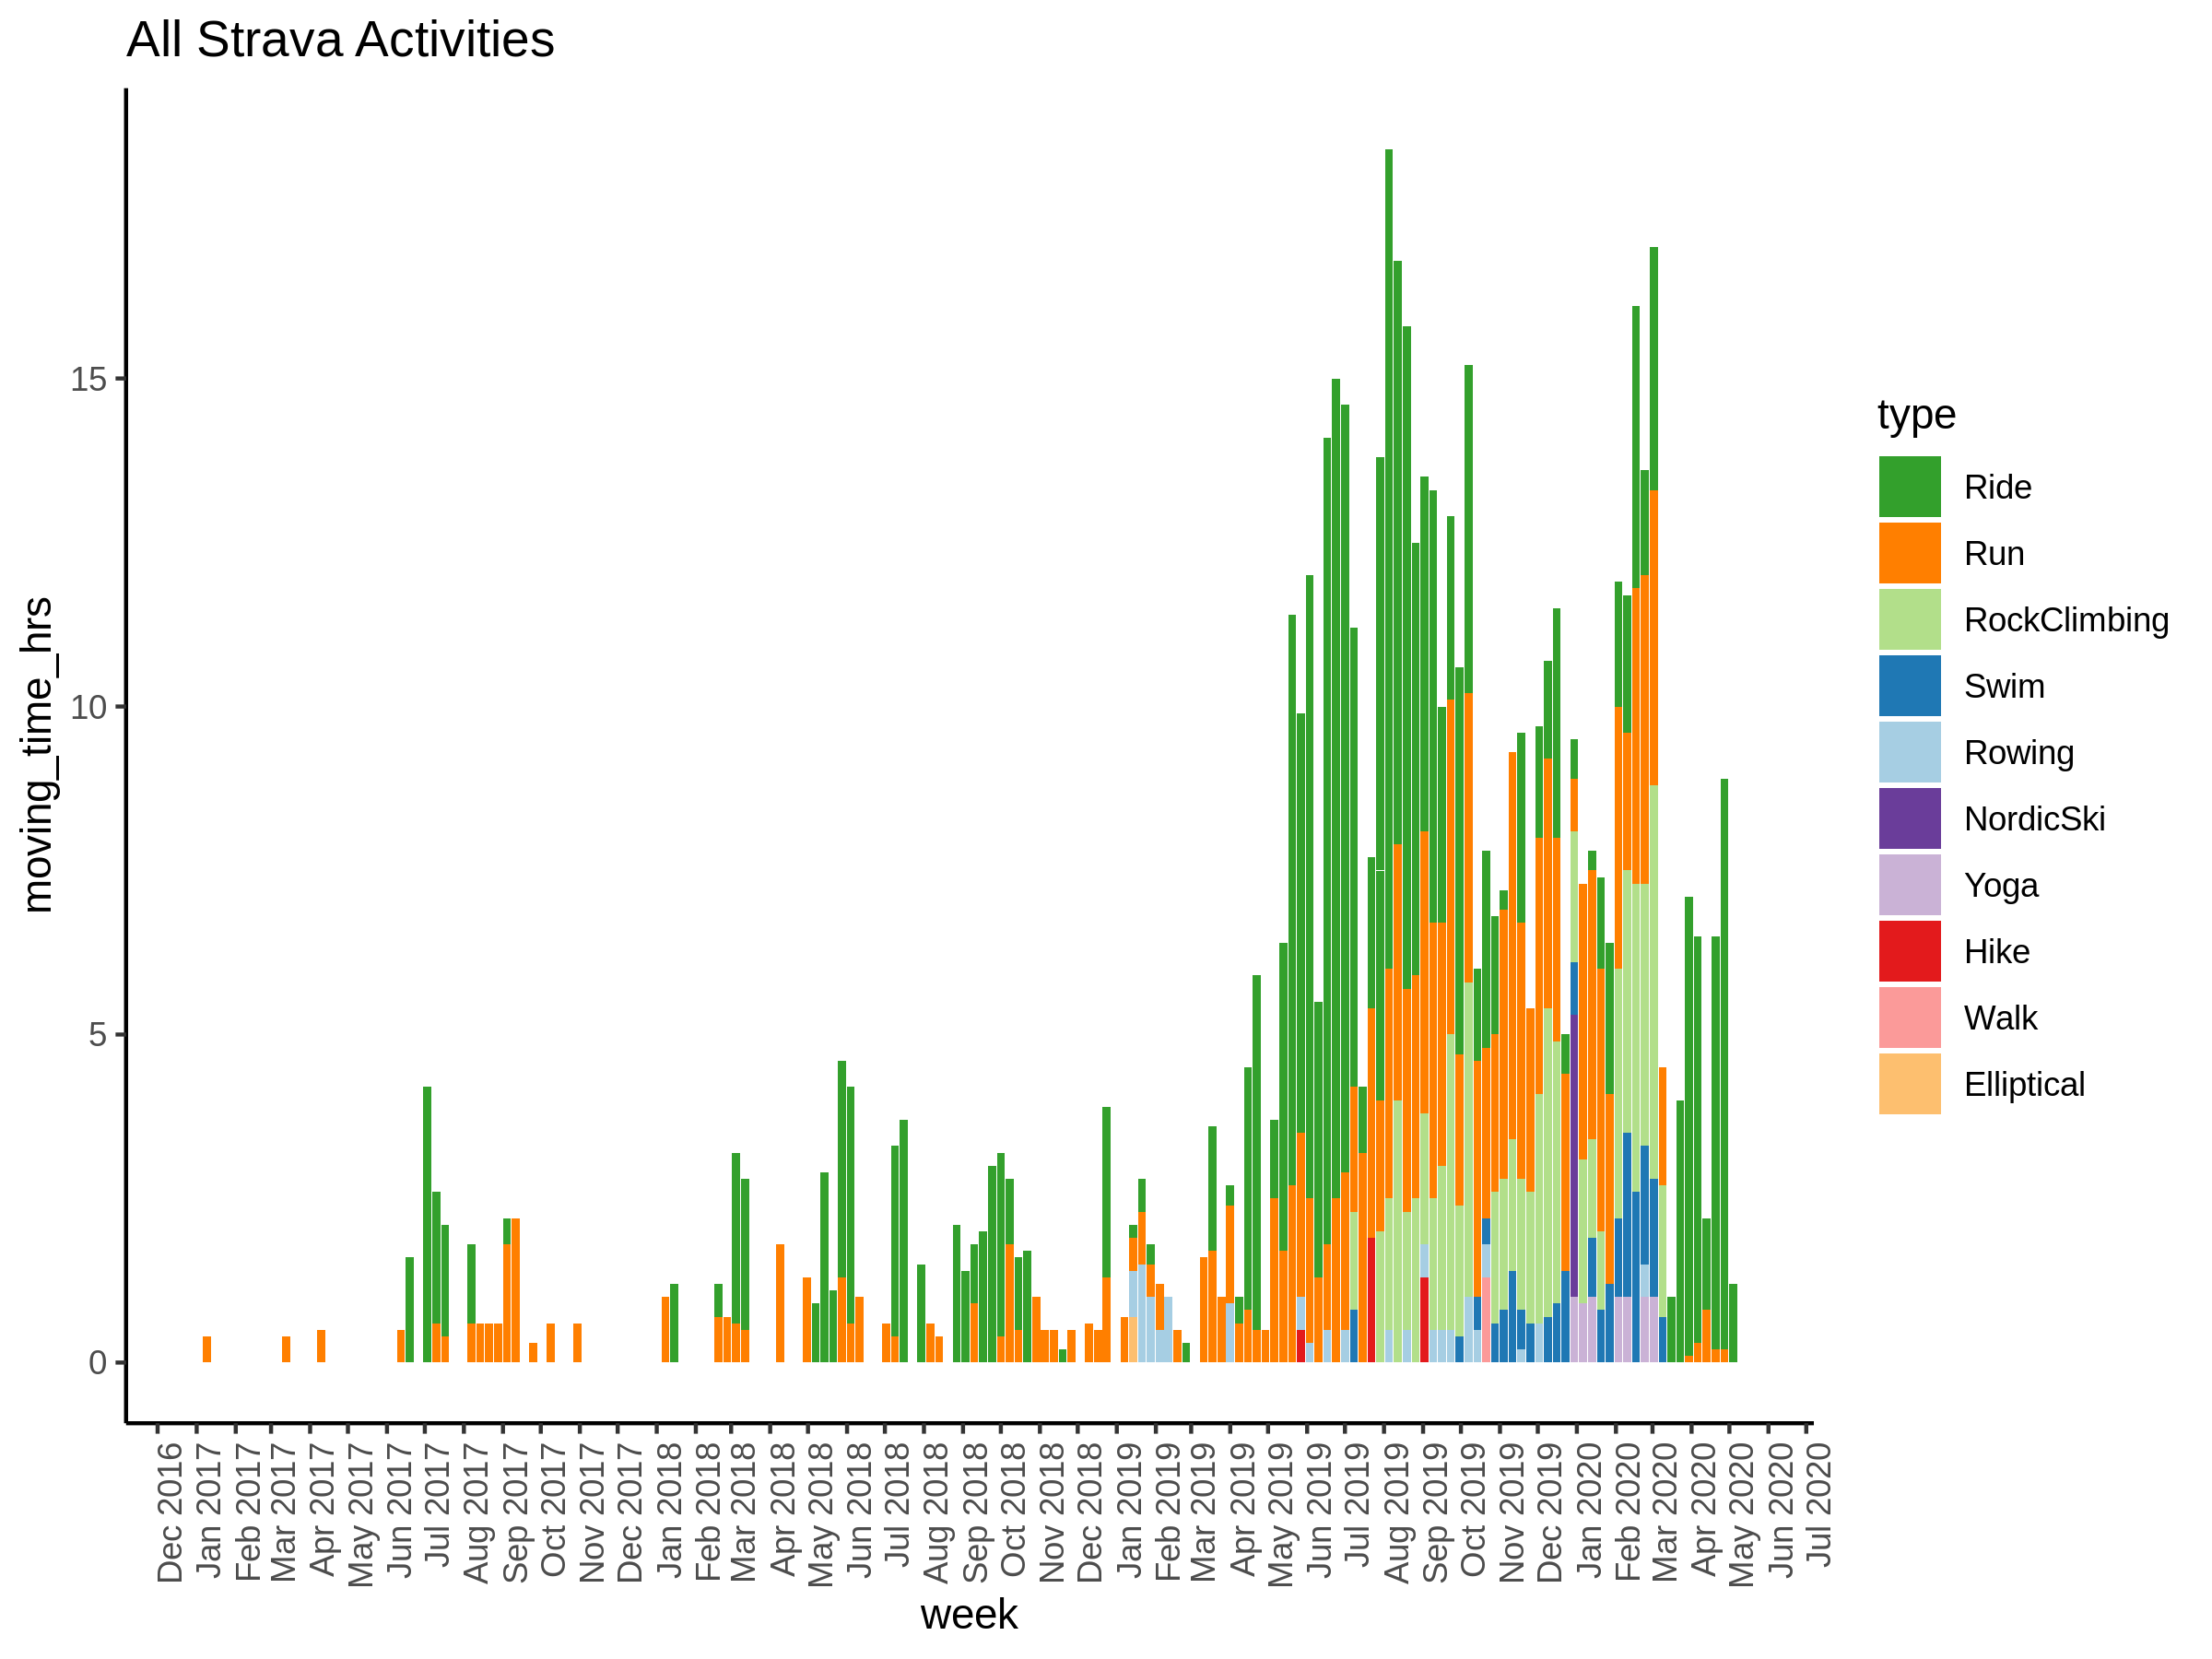 All Strava Activities
moving_time_hrs
15
10
5
0
Dec 2016
Jan 2017
Feb 2017
Mar 2017
Apr 2017
May 2017
Jun 2017
Jul 2017
Aug 2017
Sep 2017
Oct 2017
Nov 2017
Dec 2017
Jan 2018
Feb 2018
Mar 2018
Apr 2018
May 2018
Jun 2018
Jul 2018
Aug 2018
Sep 2018
Oct 2018
Nov 2018
Dec 2018
Jan 2019
Feb 2019
Mar 2019
Apr 2019
May 2019
Jun 2019
Jul 2019
Aug 2019
Sep 2019
Oct 2019
Nov 2019
Dec 2019
Jan 2020
Feb 2020
Mar 2020
Apr 2020
May 2020
Jun 2020
Jul 2020
week
type
Ride
Run
RockClimbing
Swim
Rowing
NordicSki
Yoga
Hike
Walk
Elliptical